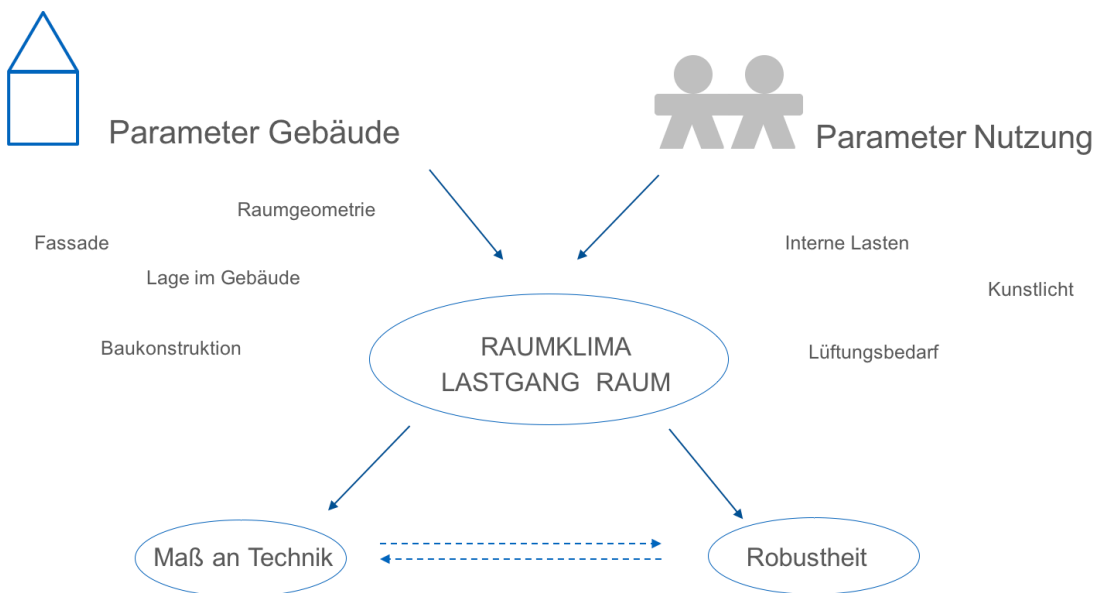 Parameter Gebäude
Parameter Nutzung
Raumgeometrie
Fassade
Lage im Gebäude
Baukonstruktion
Interne Lasten
Kunstlicht
Lüftungsbedarf
RAUMKLIMA
LASTGANG RAUM
Maß an Technik
Robustheit